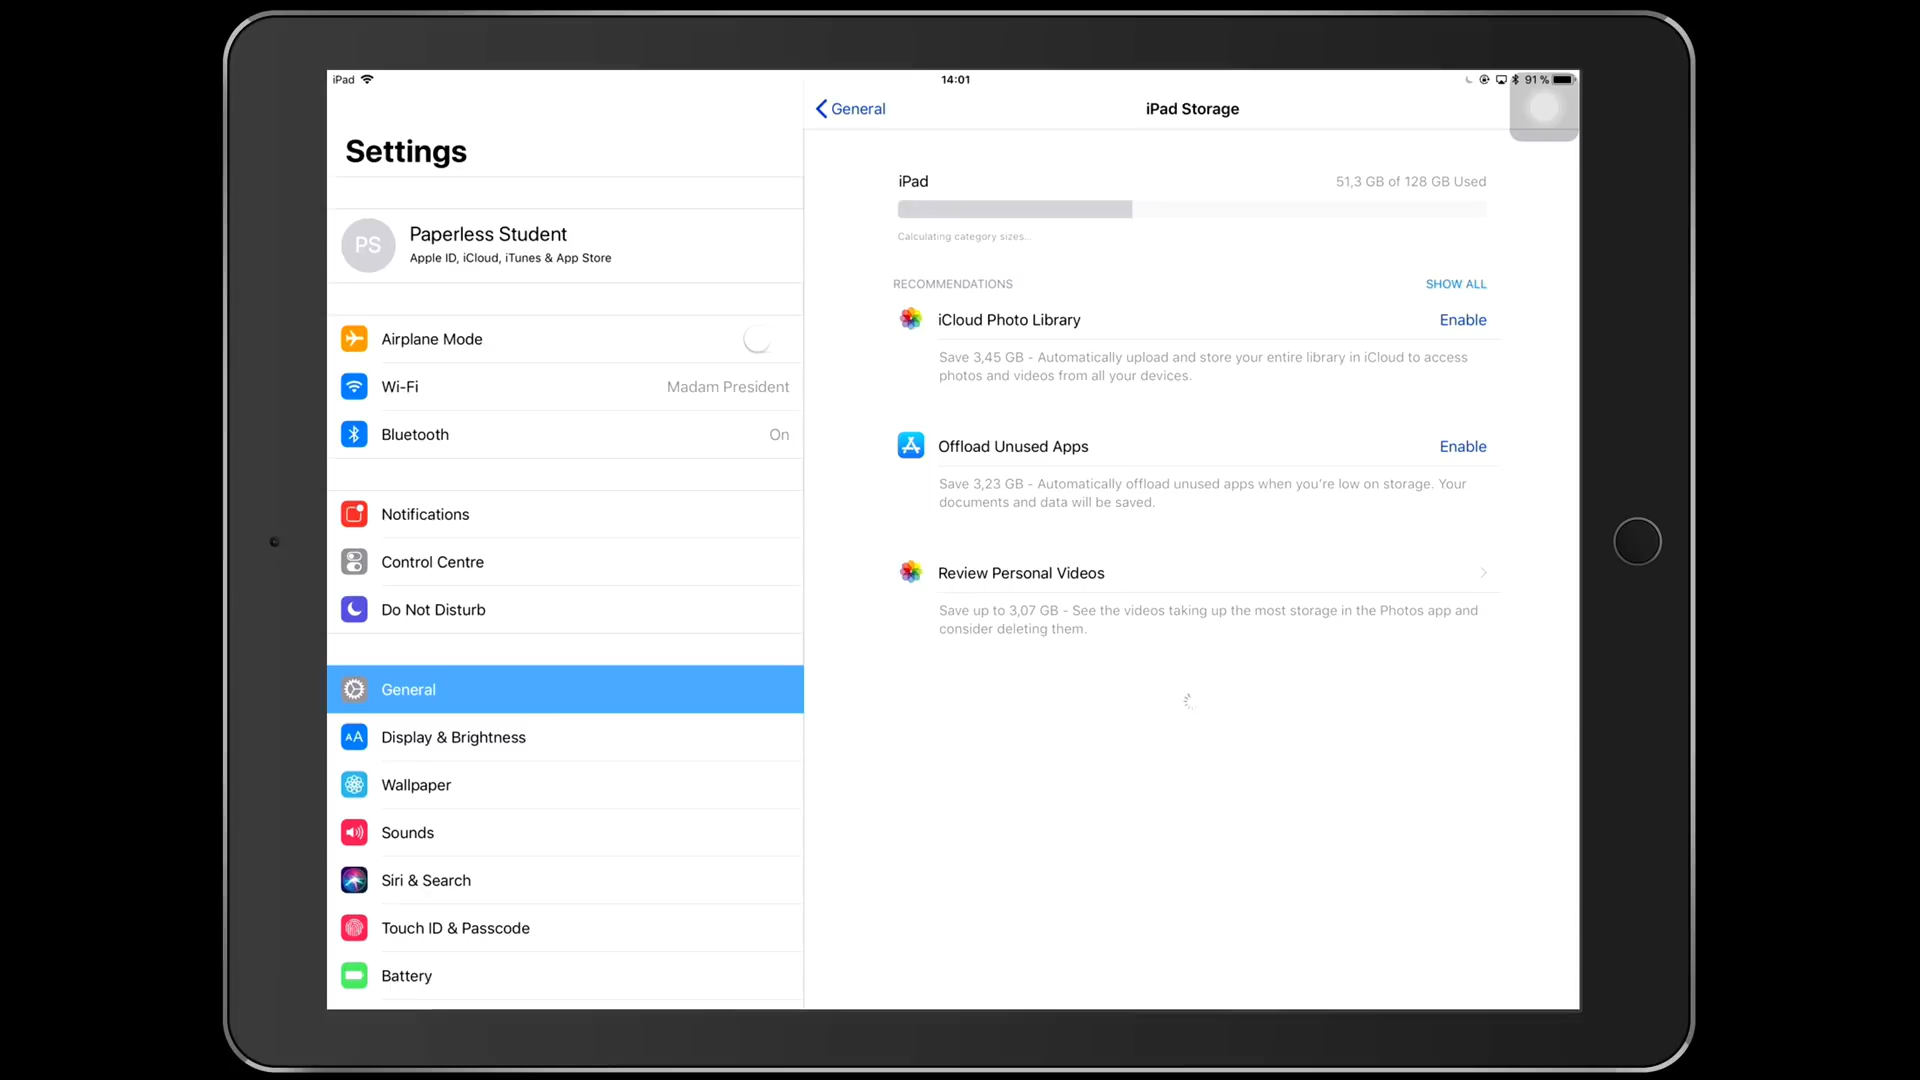 iPad
14:01
91 %
Settings
PS
Paperless Student
Apple ID, iCloud, iTunes & App Store
Airplane Mode
Wi-Fi
Madam President
Bluetooth
On
Notifications
Control Centre
Do Not Disturb
General
AA
Display & Brightness
Wallpaper
Sounds
Siri & Search
Touch ID & Passcode
Battery
General
iPad Storage
iPad
51,3 GB of 128 GB Used
Calculating category sizes...
RECOMMENDATIONS
SHOW ALL
iCloud Photo Library
Enable
Save 3,45 GB - Automatically upload and store your entire library in iCloud to access
photos and videos from all your devices.
Offload Unused Apps
Enable
Save 3,23 GB - Automatically offload unused apps when you’re low on storage. Your
documents and data will be saved.
Review Personal Videos
Save up to 3,07 GB - See the videos taking up the most storage in the Photos app and
consider deleting them.